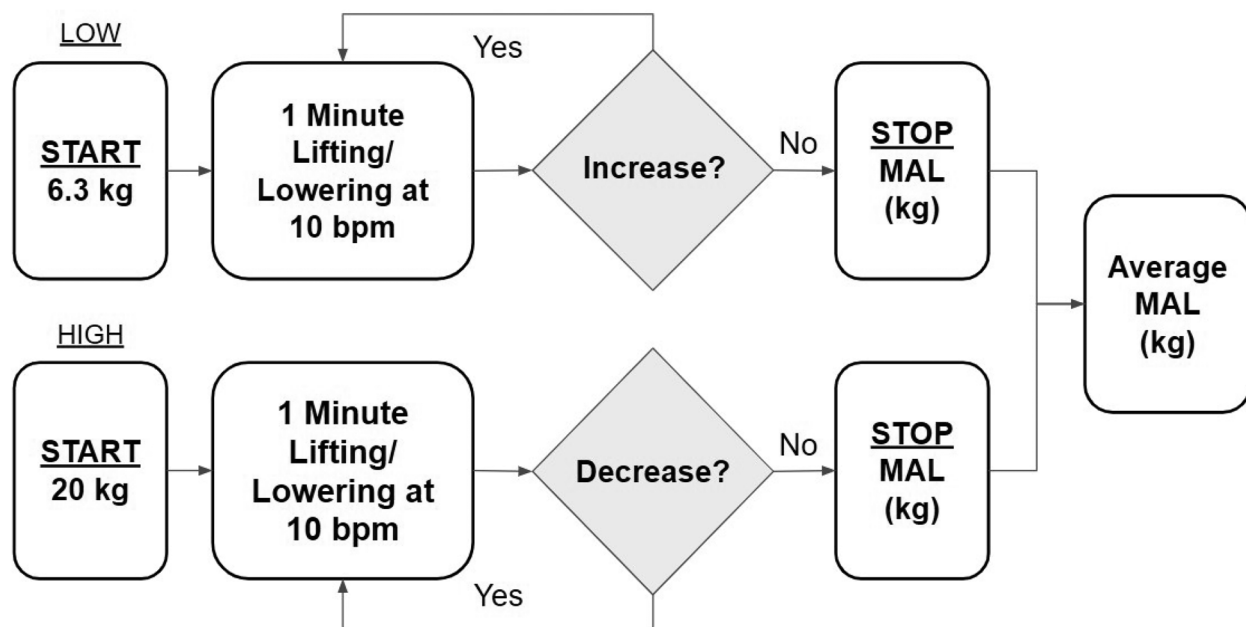 LOW
START
6.3 kg
1 Minute
Lifting/
Lowering at
10 bpm
Yes
Increase?
No
STOP
MAL
(kg)
Average
MAL
(kg)
HIGH
START
20 kg
1 Minute
Lifting/
Lowering at
10 bpm
Yes
Decrease?
No
STOP
MAL
(kg)